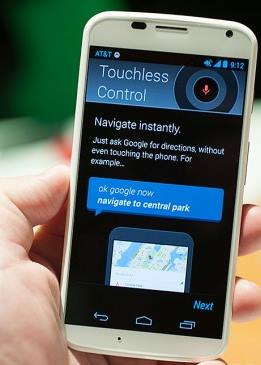 AT&T 9:12
Touchless
Control
Navigate instantly.
Just ask Google for directions, without
even touching the phone. For
example...
ok google now
navigate to central park
Next